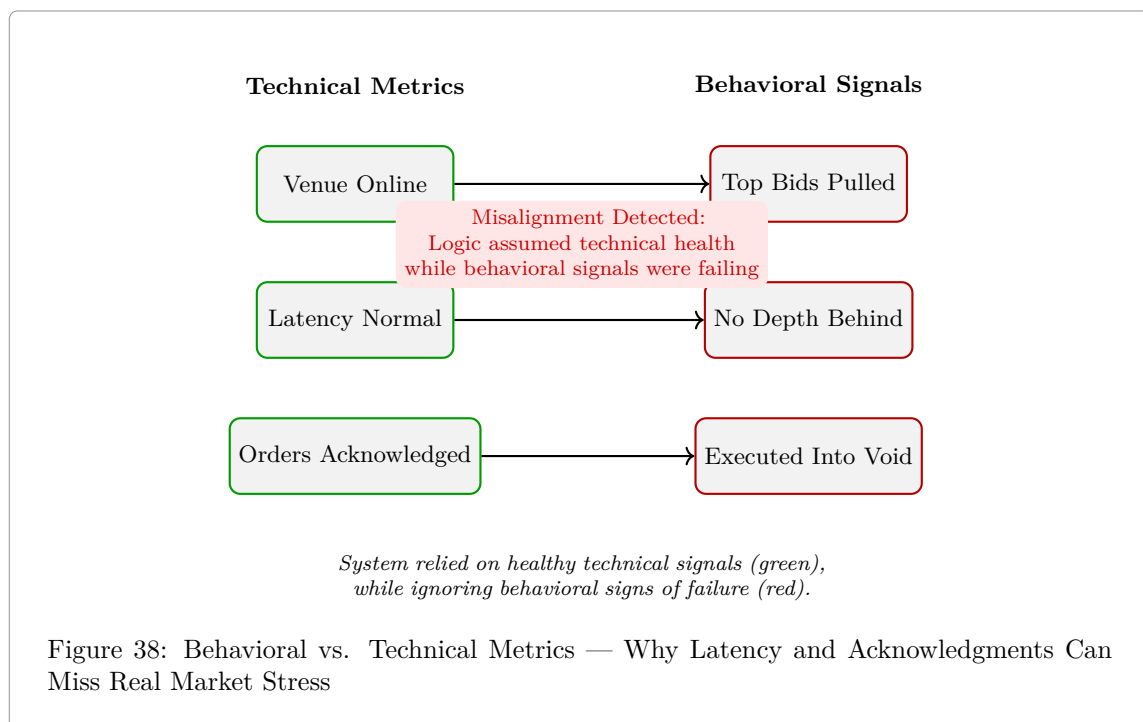 Technical Metrics
Behavioral Signals
Venue Online
Top Bids Pulled
Misalignment Detected:
Logic assumed technical health
while behavioral signals were failing
Latency Normal
No Depth Behind
Orders Acknowledged
Executed Into Void
System relied on healthy technical signals (green),
while ignoring behavioral signs of failure (red).
Figure 38: Behavioral vs. Technical Metrics — Why Latency and Acknowledgments Can
Miss Real Market Stress